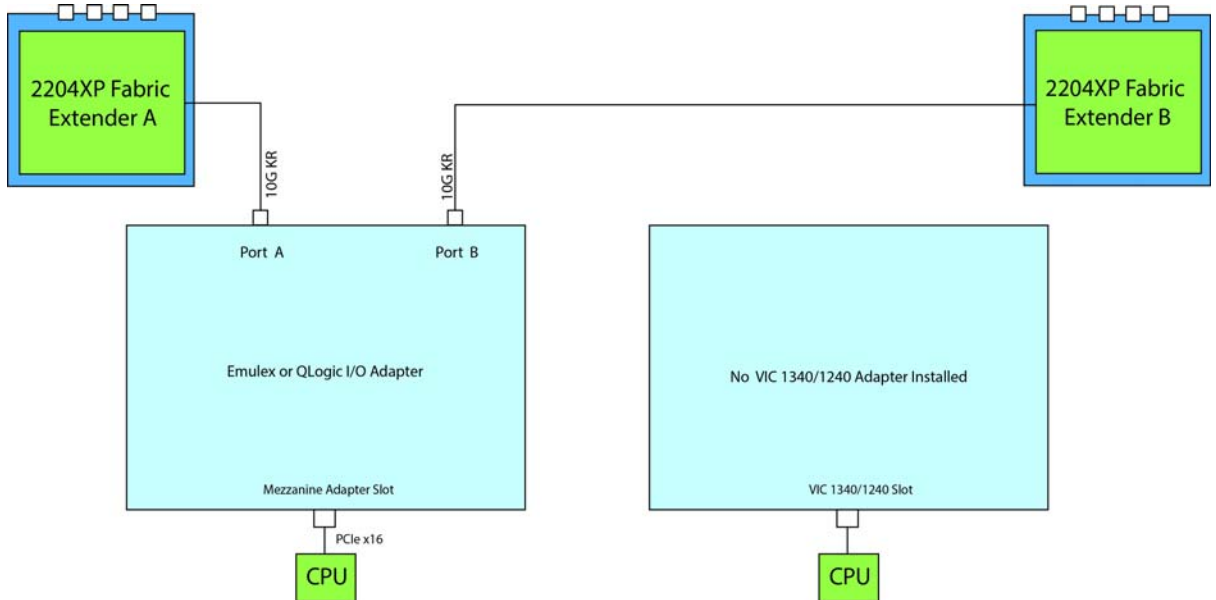 2204XP Fabric
Extender A
2204XP Fabric
Extender B
10G KR
10G KR
Port A
Port B
Emulex or QLogic I/O Adapter
No VIC 1340/1240 Adapter Installed
Mezzanine Adapter Slot
VIC 1340/1240 Slot
PCIe x16
CPU
CPU